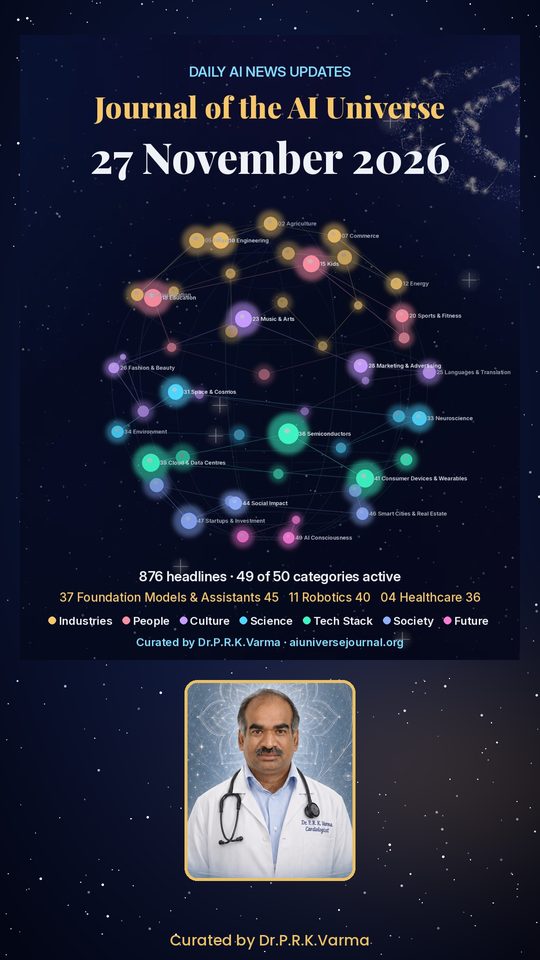 DAILY AI NEWS UPDATES
Journal of the AI Universe
27 November 2026
02 Agriculture
10 Engineering
07 Commerce
15 Kids
12 Energy
18 Education
20 Sports & Fitness
23 Music & Arts
26 Fashion & Beauty
28 Marketing & Advertising
25 Languages & Translation
31 Space & Cosmos
33 Neuroscience
34 Environment
36 Semiconductors
38 Cloud & Data Centres
41 Consumer Devices & Wearables
44 Social Impact
46 Smart Cities & Real Estate
47 Startups & Investment
49 AI Consciousness
876 headlines · 49 of 50 categories active
37 Foundation Models & Assistants 45 11 Robotics 40 04 Healthcare 36
Industries People Culture Science Tech Stack Society Future
Curated by Dr.P.R.K.Varma · aiuniversejournal.org
Dr. P. R. K. Varma
Cardiologist
Curated by Dr.P.R.K.Varma